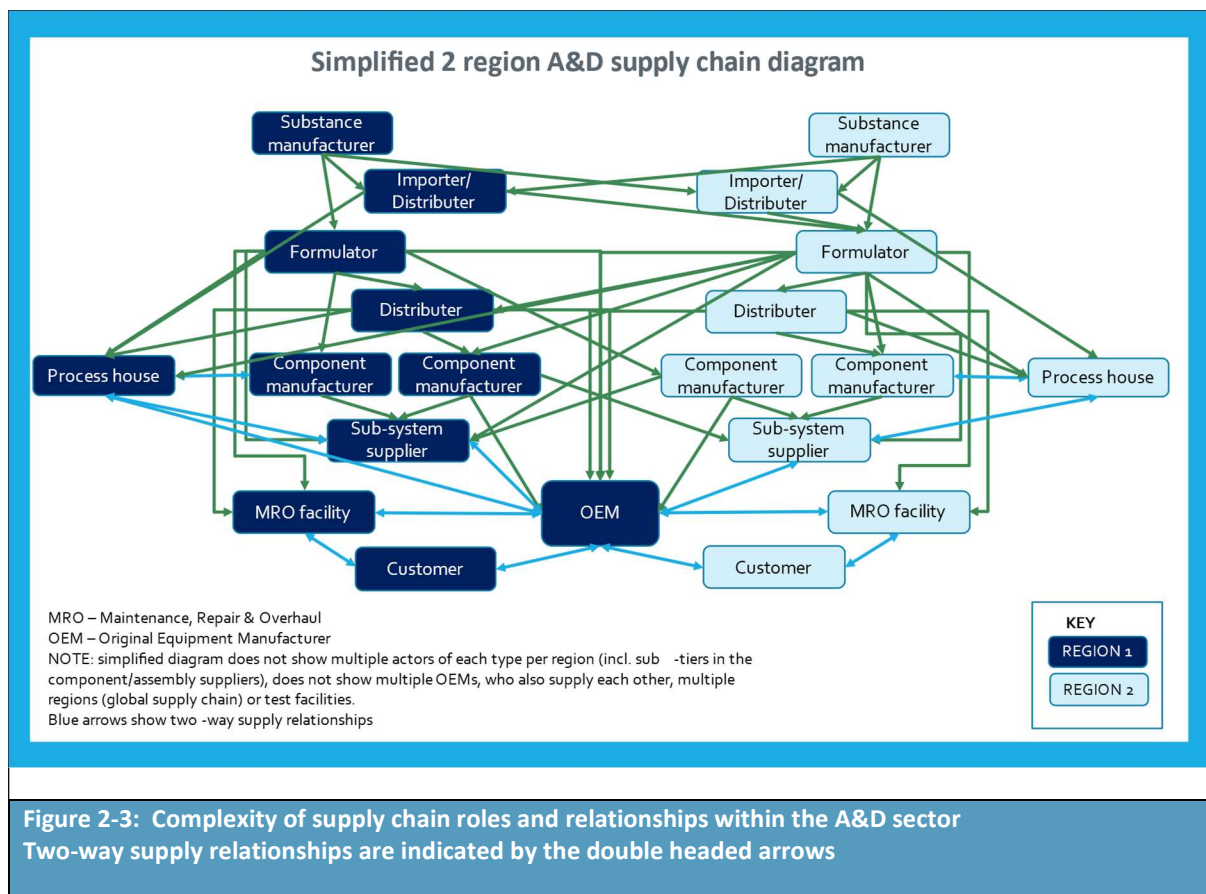 Simplified 2 region A&D supply chain diagram
Substance
manufacturer
Substance
manufacturer
Importer/
Distributer
Importer/
Distributer
Formulator
Formulator
Distributer
Distributer
Process house
Component
manufacturer
Component
manufacturer
Component
manufacturer
Component
manufacturer
Process house
Sub-system
supplier
Sub-system
supplier
MRO facility
OEM
MRO facility
Customer
Customer
MRO – Maintenance, Repair & Overhaul
OEM – Original Equipment Manufacturer
NOTE: simplified diagram does not show multiple actors of each type per region (incl. sub -tiers in the
component/assembly suppliers), does not show multiple OEMs, who also supply each other, multiple
regions (global supply chain) or test facilities.
Blue arrows show two -way supply relationships
KEY
REGION 1
REGION 2
Figure 2-3: Complexity of supply chain roles and relationships within the A&D sector
Two-way supply relationships are indicated by the double headed arrows